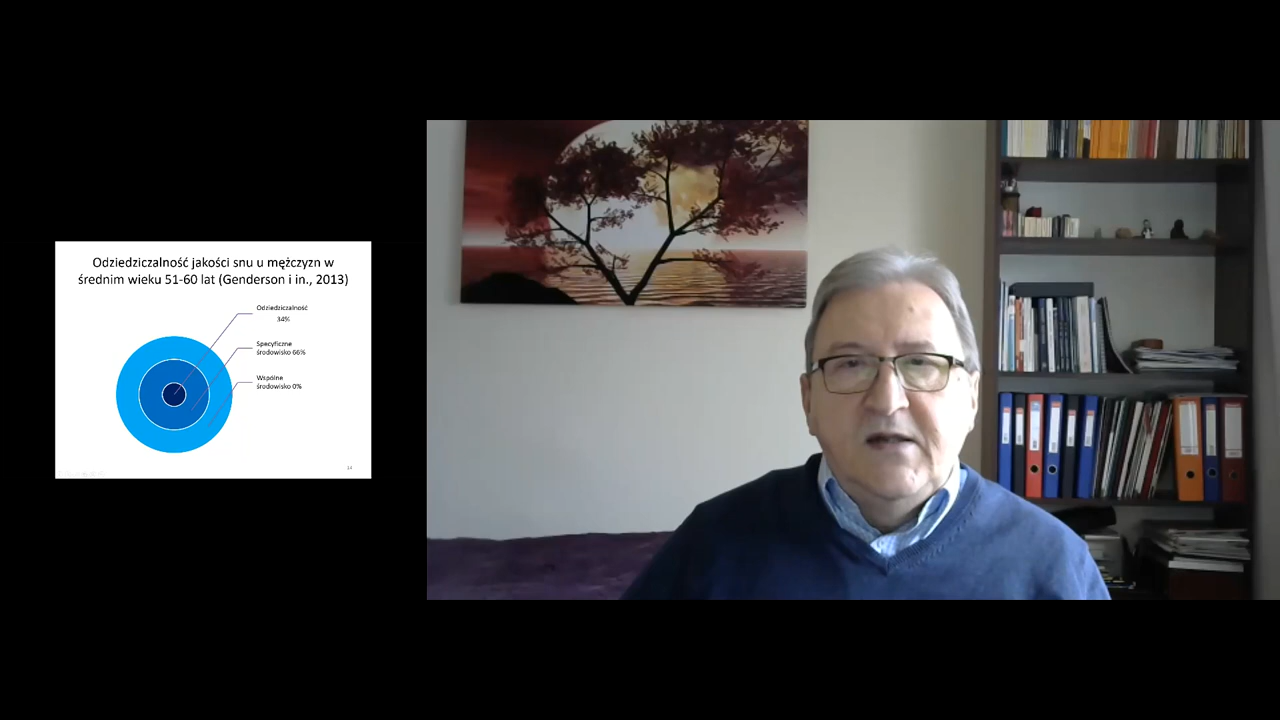 Odziedziczalność jakości snu u mężczyzn w
średnim wieku 51-60 lat (Genderson i in., 2013)
Odziedziczalność
34%
Specyficzne
środowisko 66%
Wspólne
środowisko 0%
14